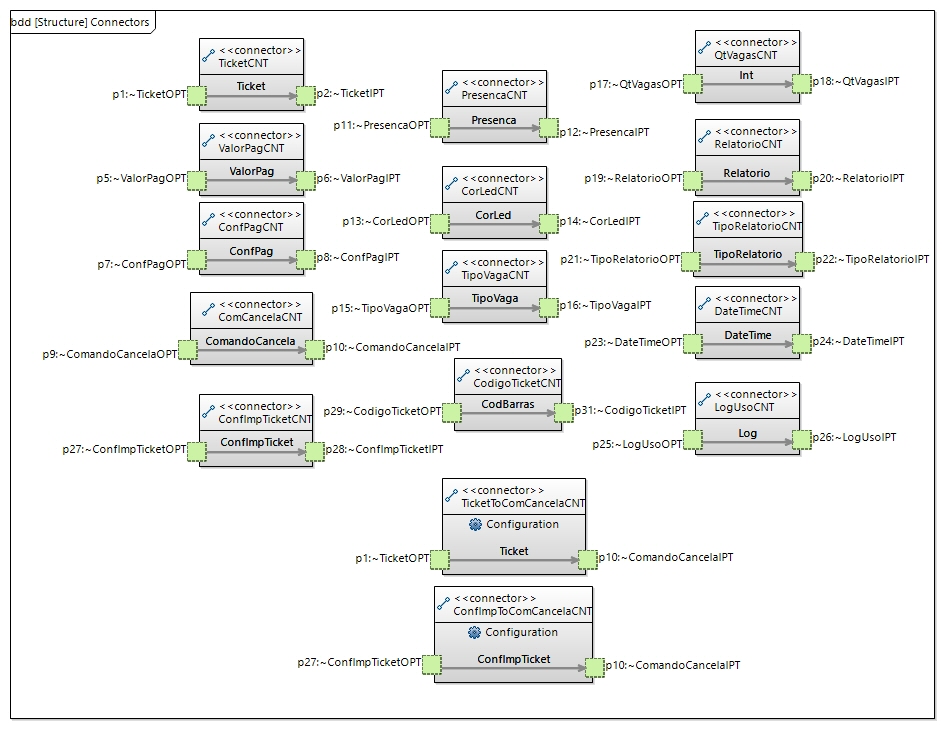 bdd [Structure] Connectors
<<connector>>
TicketCNT
Ticket
p1:~TicketOPT
p2:~TicketIPT
<<connector>>
ValorPagCNT
ValorPag
p5:~ValorPagOPT
p6:~ValorPagIPT
<<connector>>
ConfPagCNT
ConfPag
p7:~ConfPagOPT
p8:~ConfPagIPT
<<connector>>
ComCancelaCNT
ComandoCancela
p9:~ComandoCancelaOPT
p10:~ComandoCancelaIPT
<<connector>>
ConfImpTicketCNT
ConfImpTicket
p27:~ConfImpTicketOPT
p28:~ConfImpTicketIPT
<<connector>>
PresencaCNT
Presenca
p11:~PresencaOPT
p12:~PresencaIPT
<<connector>>
CorLedCNT
CorLed
p13:~CorLedOPT
p14:~CorLedIPT
<<connector>>
TipoVagaCNT
TipoVaga
p15:~TipoVagaOPT
p16:~TipoVagaIPT
<<connector>>
CodigoTicketCNT
CodBarras
p29:~CodigoTicketOPT
p31:~CodigoTicketIPT
<<connector>>
QtVagasCNT
Int
p17:~QtVagasOPT
p18:~QtVagasIPT
<<connector>>
RelatorioCNT
Relatorio
p19:~RelatorioOPT
p20:~RelatorioIPT
<<connector>>
TipoRelatorioCNT
TipoRelatorio
p21:~TipoRelatorioOPT
p22:~TipoRelatorioIPT
<<connector>>
DateTimeCNT
DateTime
p23:~DateTimeOPT
p24:~DateTimeIPT
<<connector>>
LogUsoCNT
Log
p25:~LogUsoOPT
p26:~LogUsoIPT
<<connector>>
TicketToComCancelaCNT
Configuration
Ticket
p1:~TicketOPT
p10:~ComandoCancelaIPT
<<connector>>
ConfImpToComCancelaCNT
Configuration
ConfImpTicket
p27:~ConfImpTicketOPT
p10:~ComandoCancelaIPT